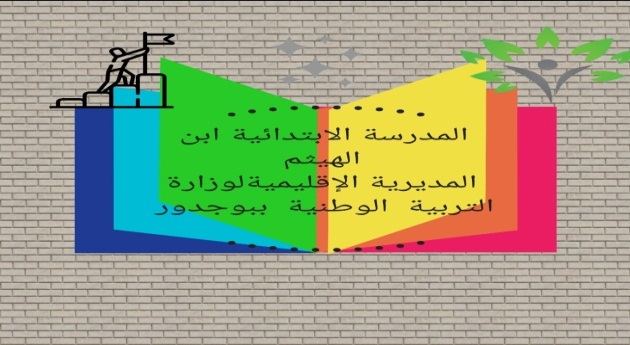 المدرسة الابتدائية ابن
الهيثم
المديرية الإقليميةلوزارة
التربية الوطنية ببوجدور